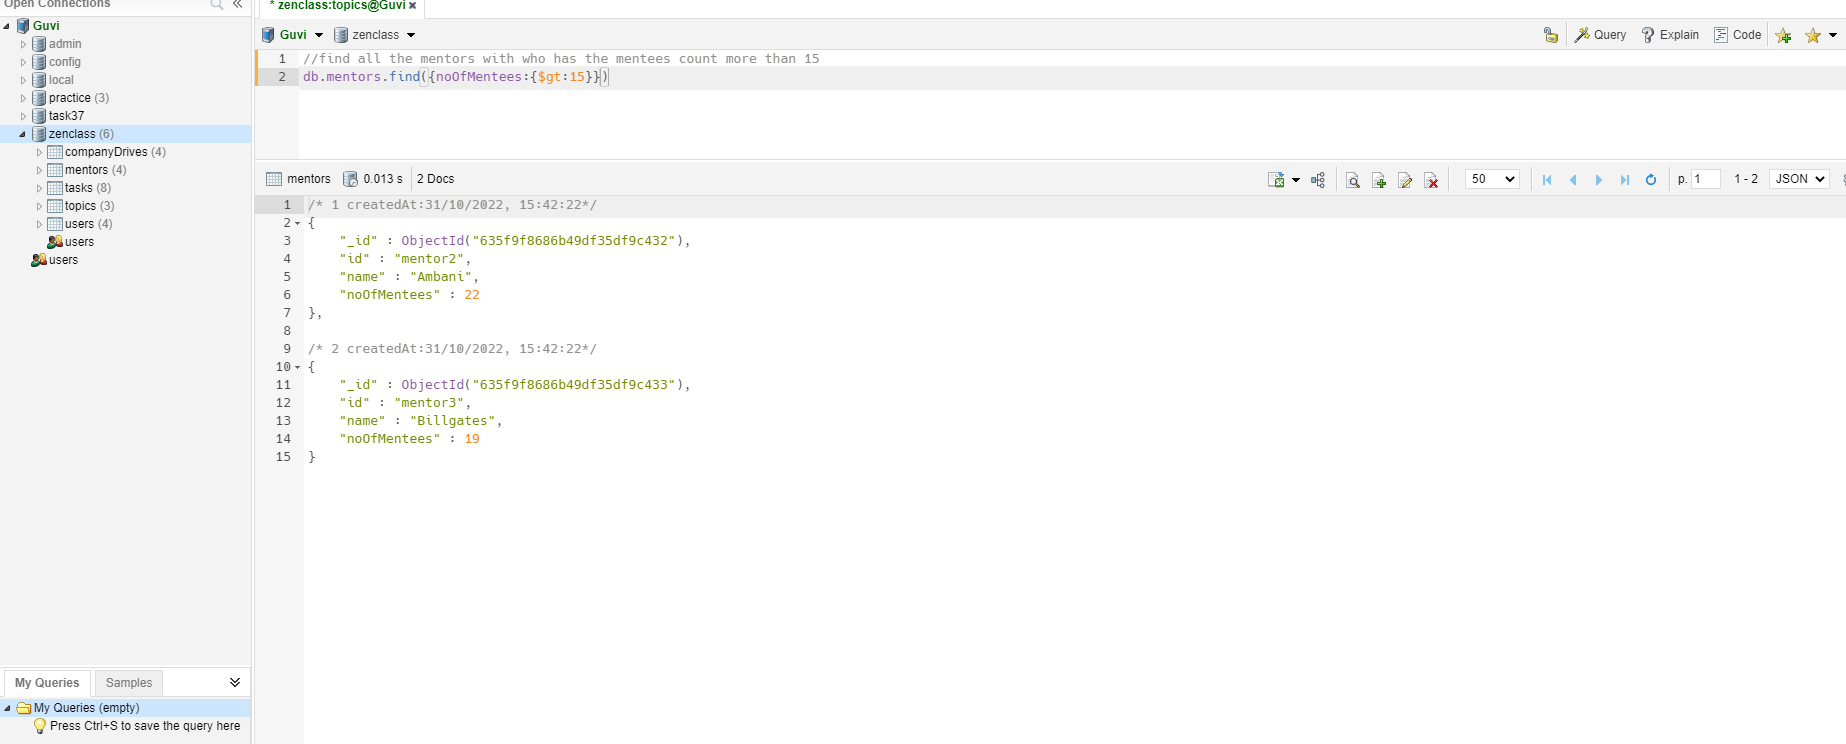 Open Connections
Guvi
admin
config
local
practice (3)
task37
zenclass (6)
companyDrives (4)
mentors (4)
tasks (8)
topics (3)
users (4)
users
users
My Queries Samples
My Queries (empty)
Press Ctrl+S to save the query here
* zenclass:topics@Guvi
Guvi zenclass Query Explain Code
1 //find all the mentors with who has the mentees count more than 15
2 db.mentors.find({noOfMentees:{$gt:15}})
mentors 0.013 s 2 Docs 50 p. 1 1 - 2 JSON
1 /* 1 createdAt:31/10/2022, 15:42:22*/
2 {
3 "_id" : ObjectId("635f9f8686b49df35df9c432"),
4 "id" : "mentor2",
5 "name" : "Ambani",
6 "noOfMentees" : 22
7 },
8
9 /* 2 createdAt:31/10/2022, 15:42:22*/
10 {
11 "_id" : ObjectId("635f9f8686b49df35df9c433"),
12 "id" : "mentor3",
13 "name" : "Billgates",
14 "noOfMentees" : 19
15 }